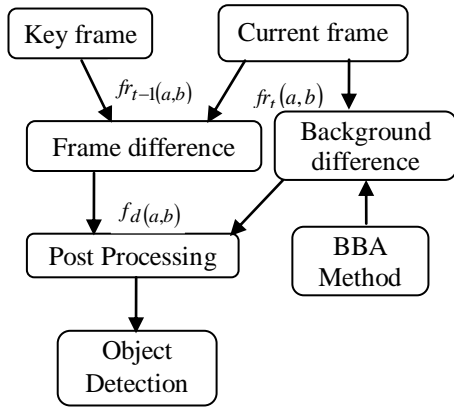 Key frame
Current frame
fr_{t−1}(a,b)
fr_t(a,b)
Frame difference
Background
difference
f_d(a,b)
Post Processing
BBA
Method
Object
Detection